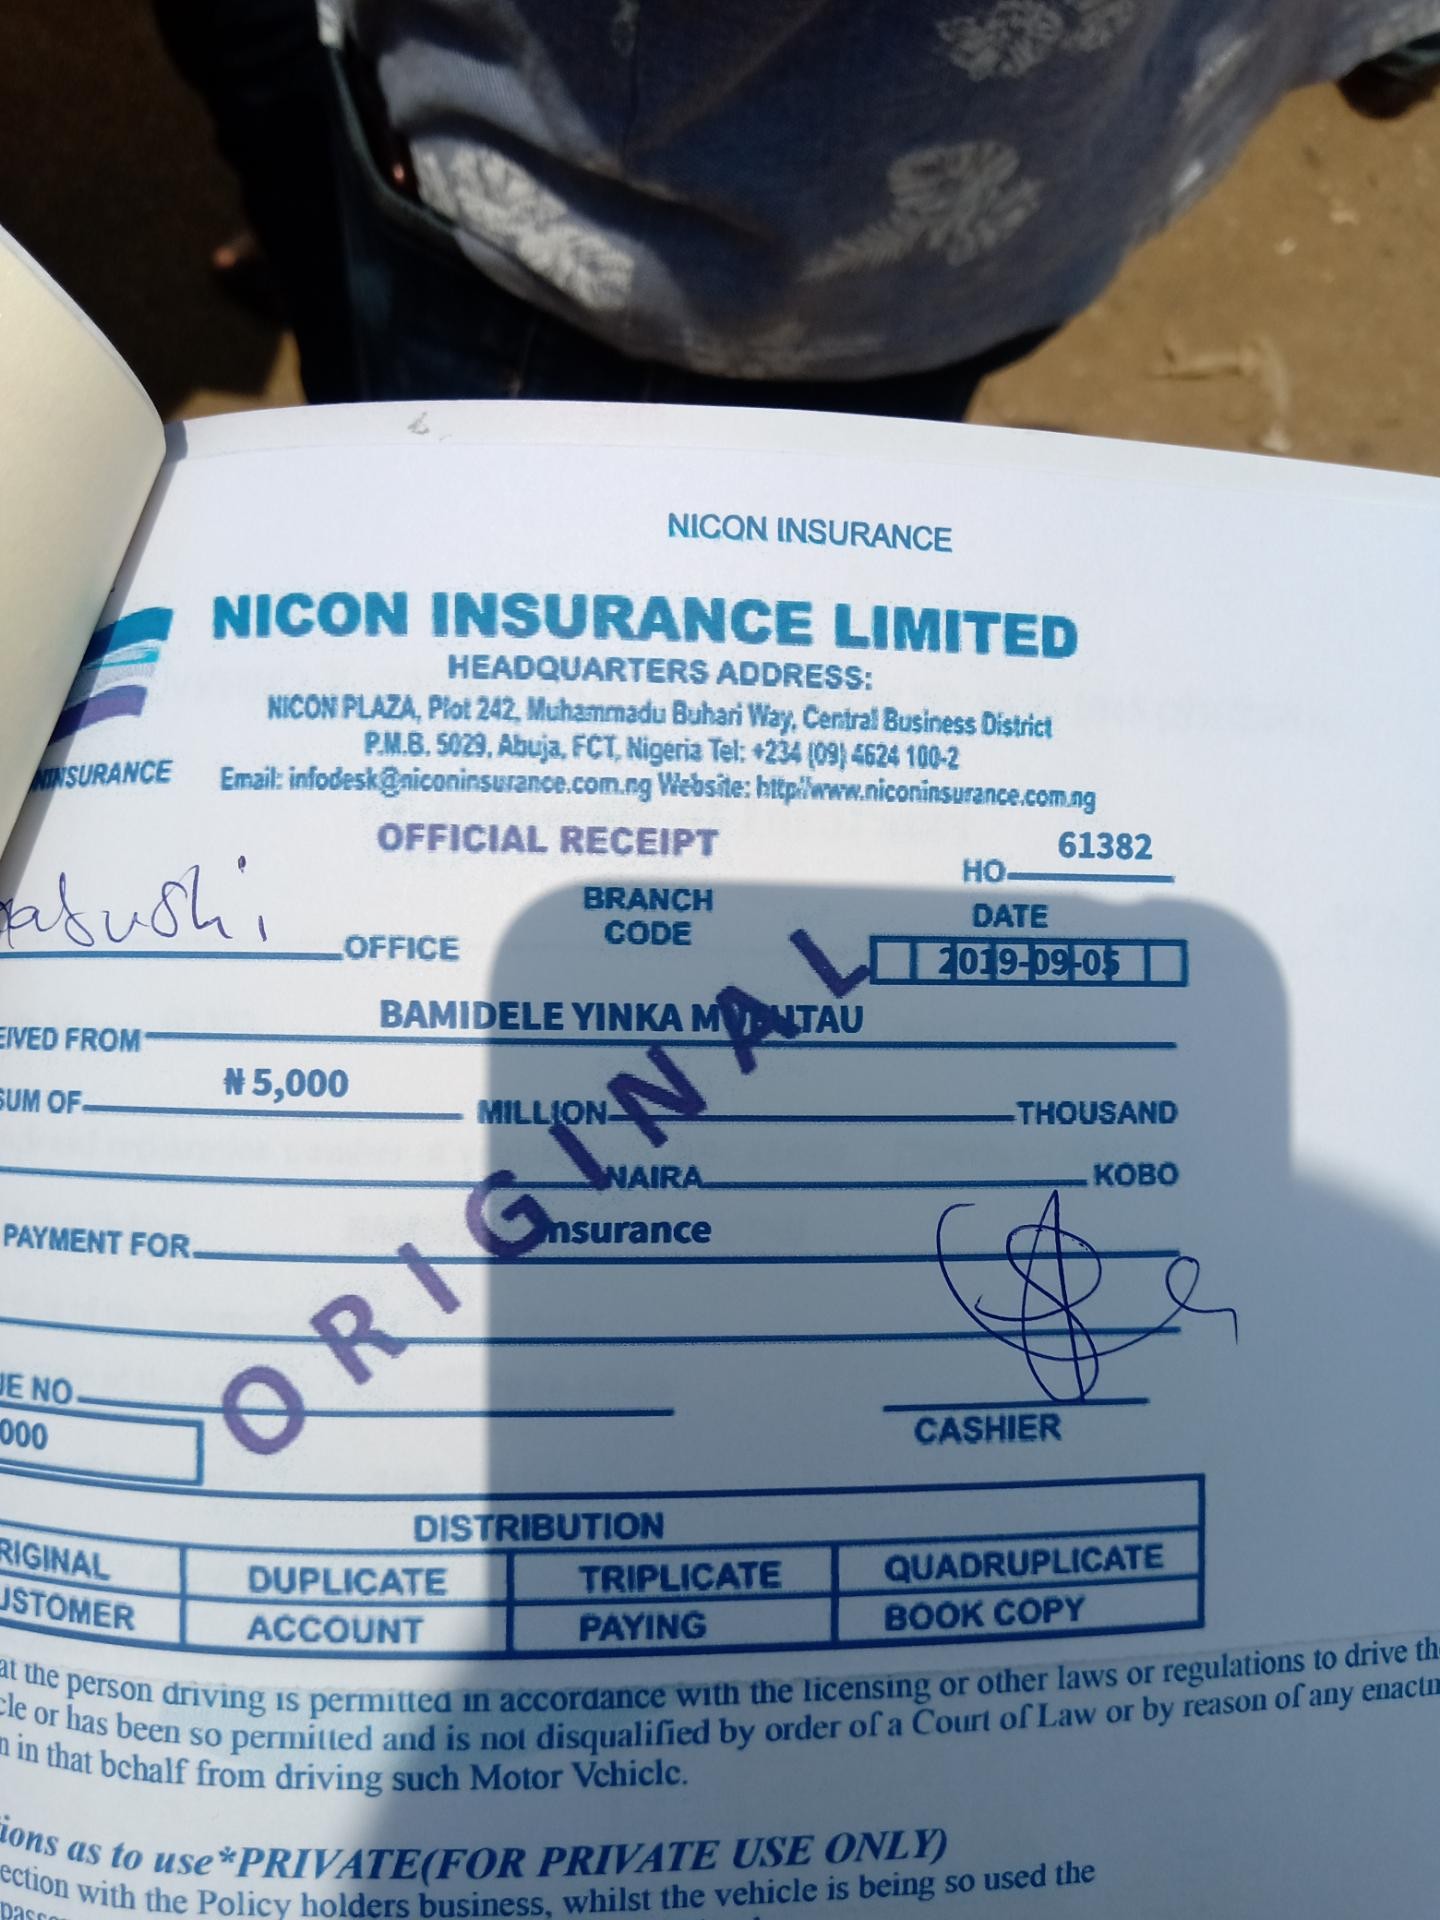 NICON INSURANCE
NICON INSURANCE LIMITED
HEADQUARTERS ADDRESS:
NICON PLAZA, Plot 242, Muhammadu Buhari Way, Central Business District
P.M.B. 5029, Abuja, FCT, Nigeria Tel: +234 (09) 4624 100-2
INSURANCE
Email: infodesk@niconinsurance.com.ng Website: http//www.niconinsurance.com.ng
OFFICIAL RECEIPT
HO 61382
OFFICE
BRANCH CODE
DATE
2019-09-05
EIVED FROM BAMIDELE YINKA
SUM OF ₦ 5,000 MILLION THOUSAND
NAIRA KOBO
PAYMENT FOR nsurance
ORIGINAL
UE NO
000
CASHIER
DISTRIBUTION
RIGINAL DUPLICATE TRIPLICATE QUADRUPLICATE
USTOMER ACCOUNT PAYING BOOK COPY
at the person driving is permitted in accordance with the licensing or other laws or regulations to drive th
cle or has been so permitted and is not disqualified by order of a Court of Law or by reason of any enactm
n in that behalf from driving such Motor Vehicle.
ions as to use*PRIVATE(FOR PRIVATE USE ONLY)
ection with the Policy holders business, whilst the vehicle is being so used the